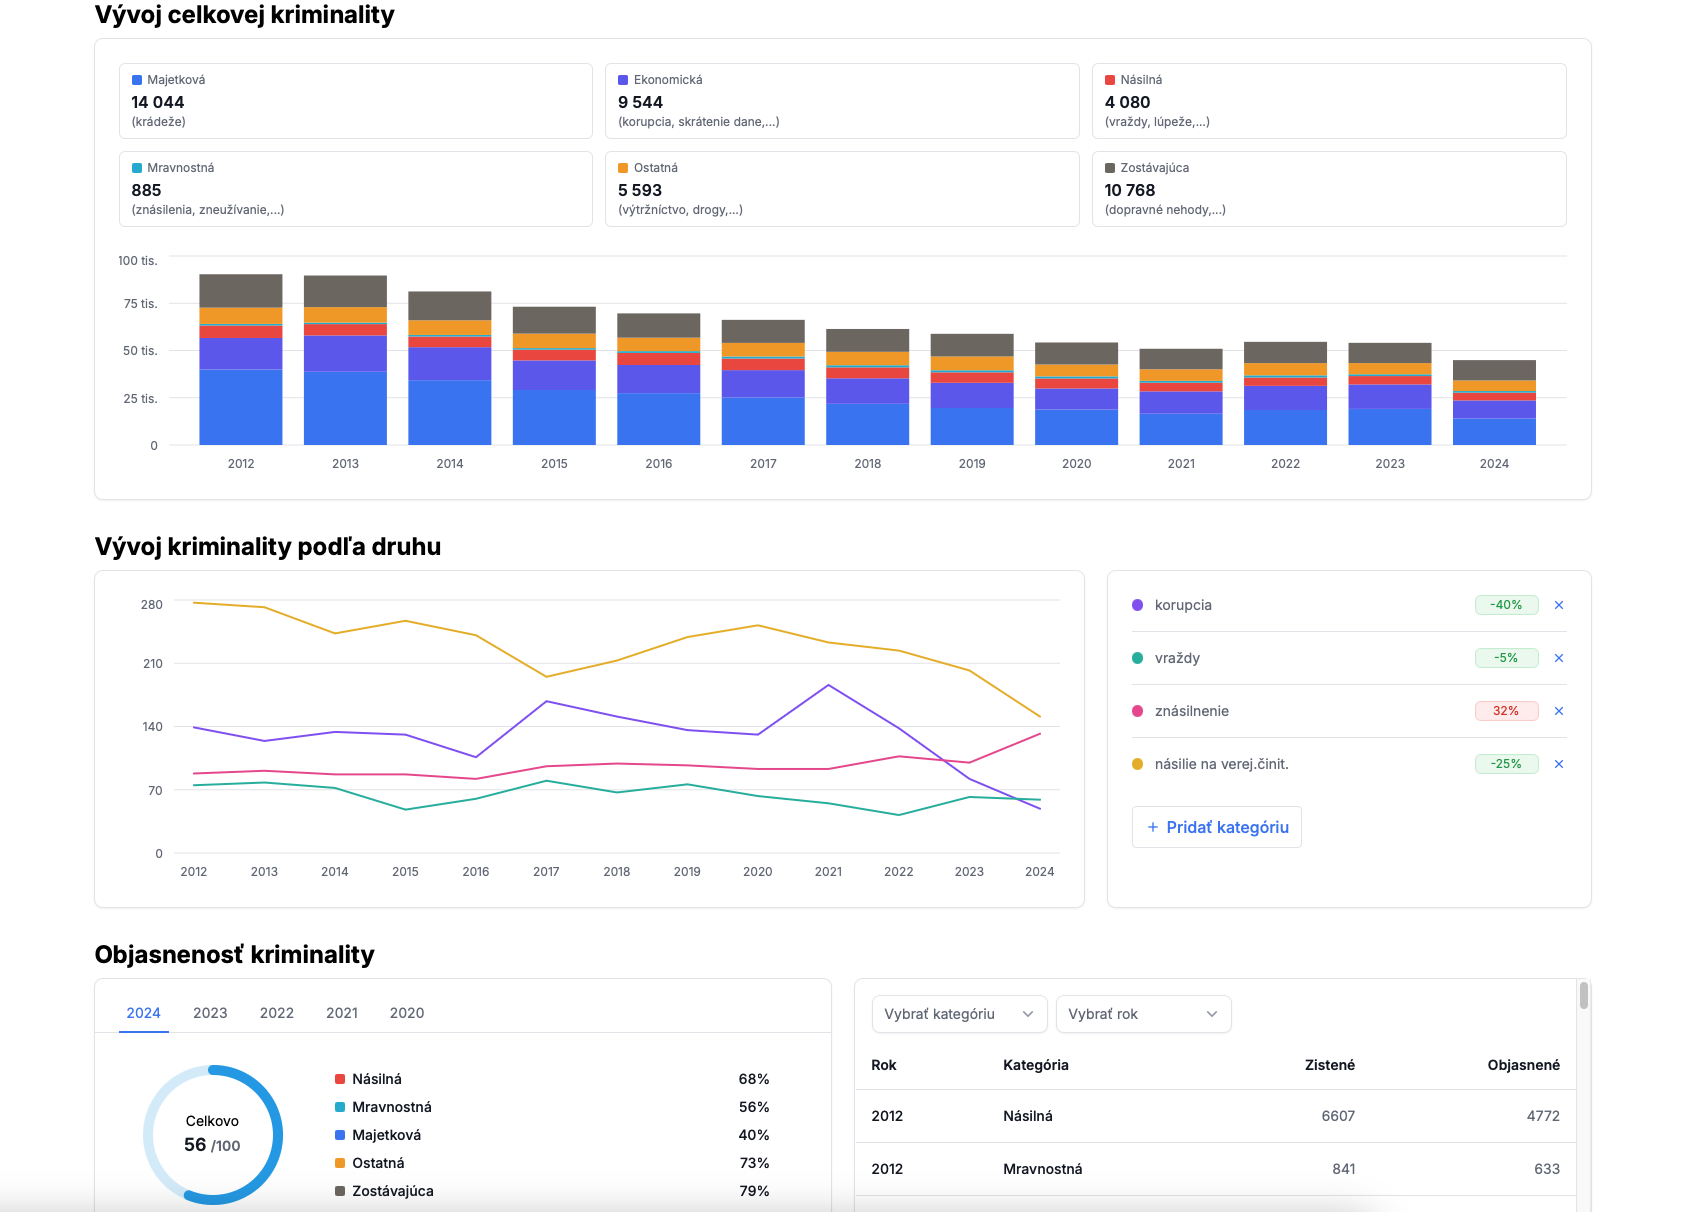 Vývoj celkovej kriminality
Majetková
14 044
(krádeže)
Ekonomická
9 544
(korupcia, skrátenie dane,...)
Násilná
4 080
(vraždy, lúpeže,...)
Mravnostná
885
(znásilenia, zneužívanie,...)
Ostatná
5 593
(výtržníctvo, drogy,...)
Zostávajúca
10 768
(dopravné nehody,...)
100 tis.
75 tis.
50 tis.
25 tis.
0
2012 2013 2014 2015 2016 2017 2018 2019 2020 2021 2022 2023 2024
Vývoj kriminality podľa druhu
280
210
140
70
0
2012 2013 2014 2015 2016 2017 2018 2019 2020 2021 2022 2023 2024
korupcia -40% ×
vraždy -5% ×
znásilnenie 32% ×
násilie na verej.činit. -25% ×
+ Pridať kategóriu
Objasnenosť kriminality
2024 2023 2022 2021 2020
Celkovo
56 /100
Násilná 68%
Mravnostná 56%
Majetková 40%
Ostatná 73%
Zostávajúca 79%
Vybrať kategóriu Vybrať rok
Rok Kategória Zistené Objasnené
2012 Násilná 6607 4772
2012 Mravnostná 841 633